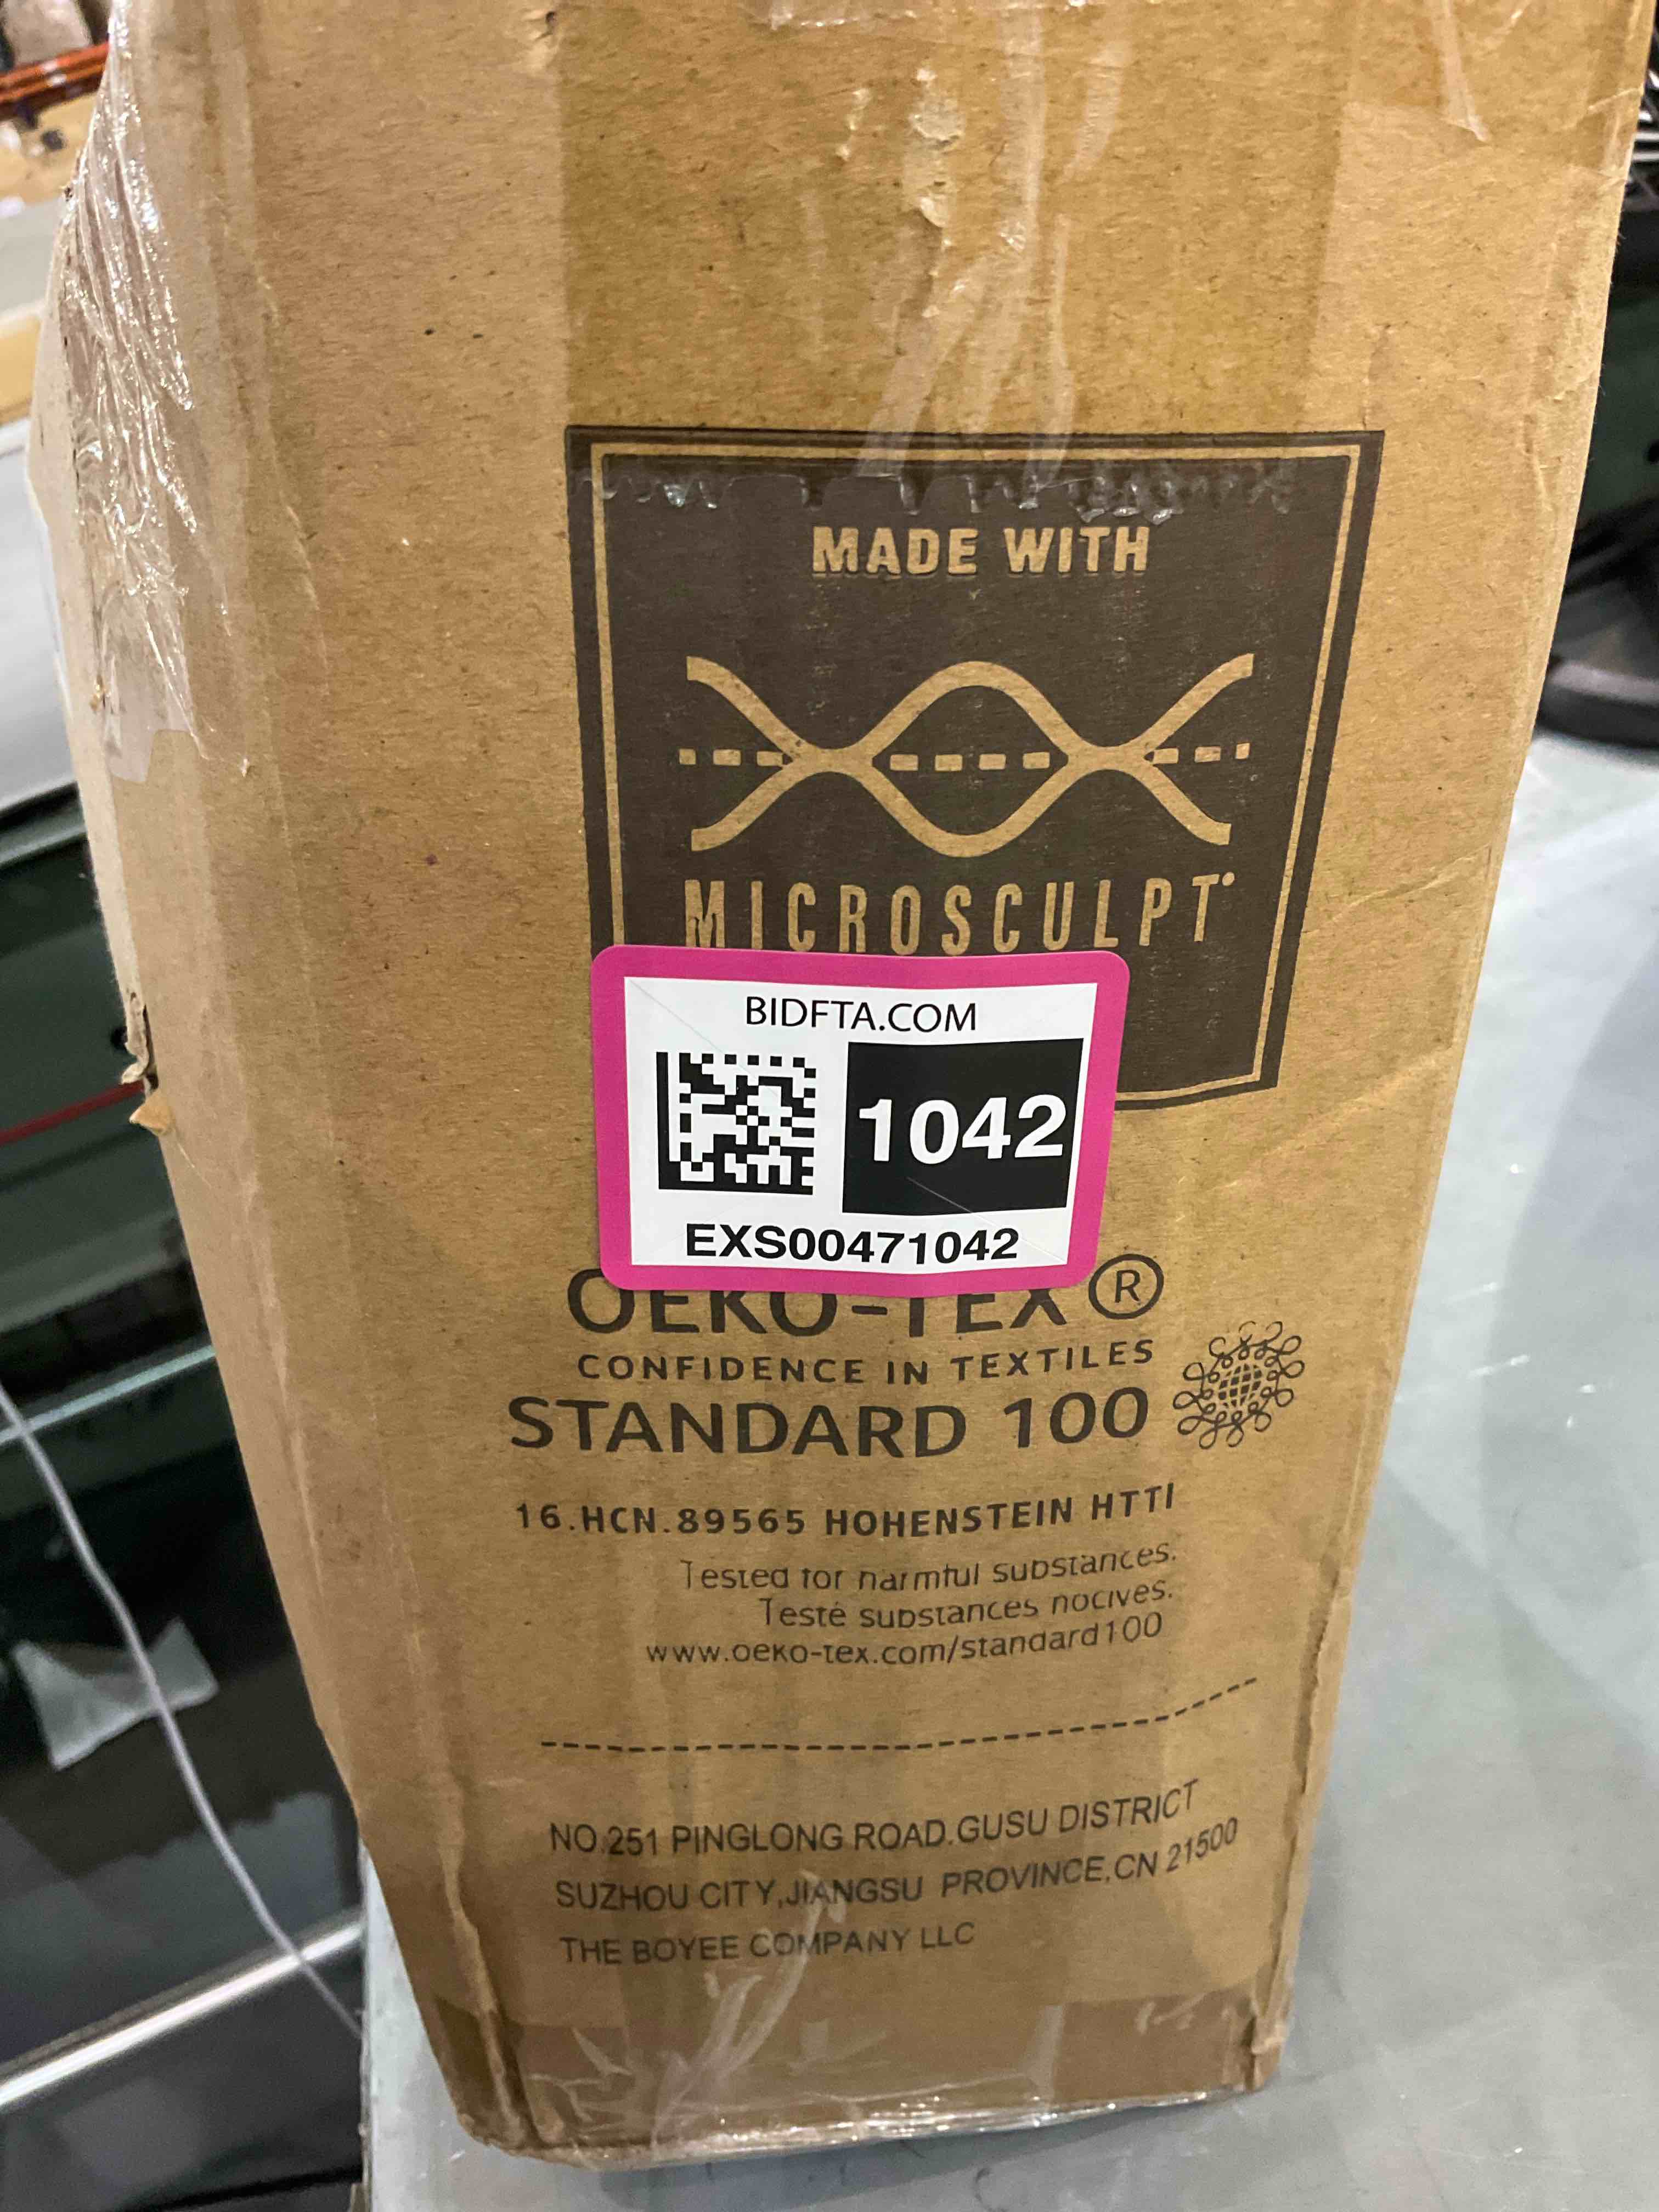 MADE WITH
MICROSCULPT
BIDFTA.COM
1042
EXS00471042
OEKO-TEX®
CONFIDENCE IN TEXTILES
STANDARD 100
16.HCN.89565 HOHENSTEIN HTTI
Tested for harmful substances.
Testé substances nocives.
www.oeko-tex.com/standard100
NO.251 PINGLONG ROAD.GUSU DISTRICT
SUZHOU CITY,JIANGSU PROVINCE,CN 21500
THE BOYEE COMPANY LLC